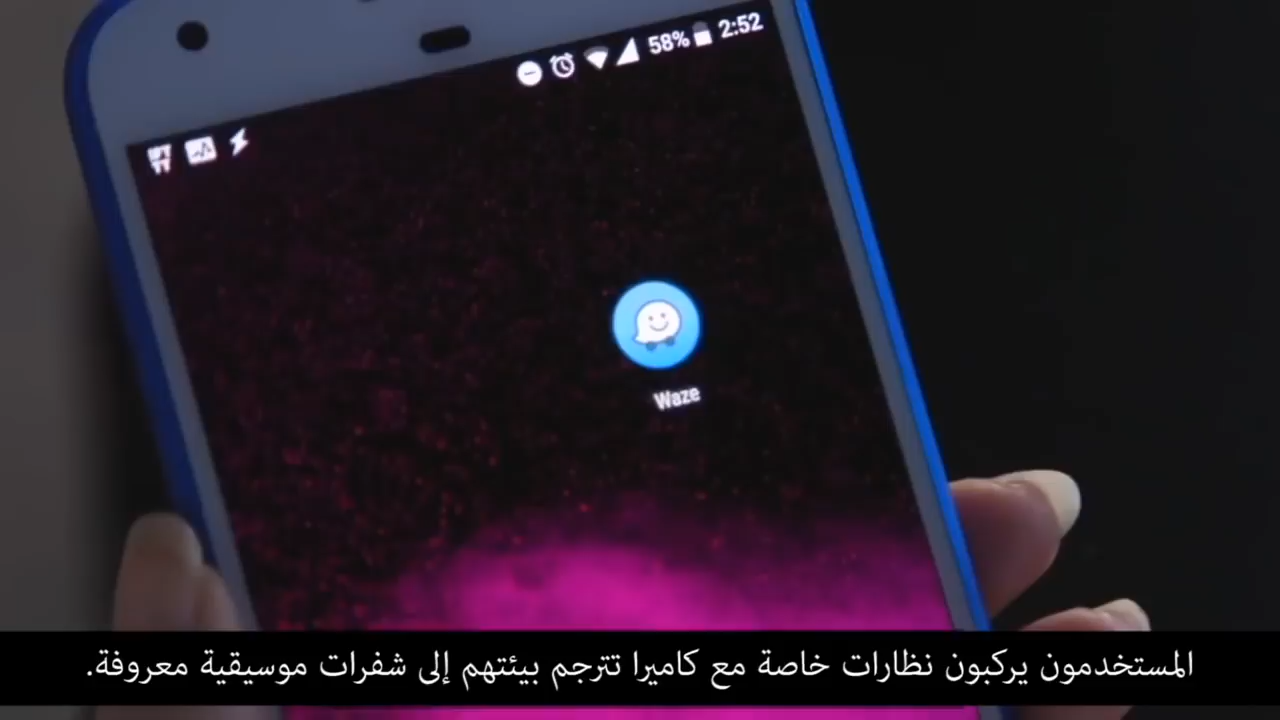 58% 2:52
Waze
المستخدمون يركبون نظارات خاصة مع كاميرا تترجم بيئتهم إلى شفرات موسيقية معروفة.